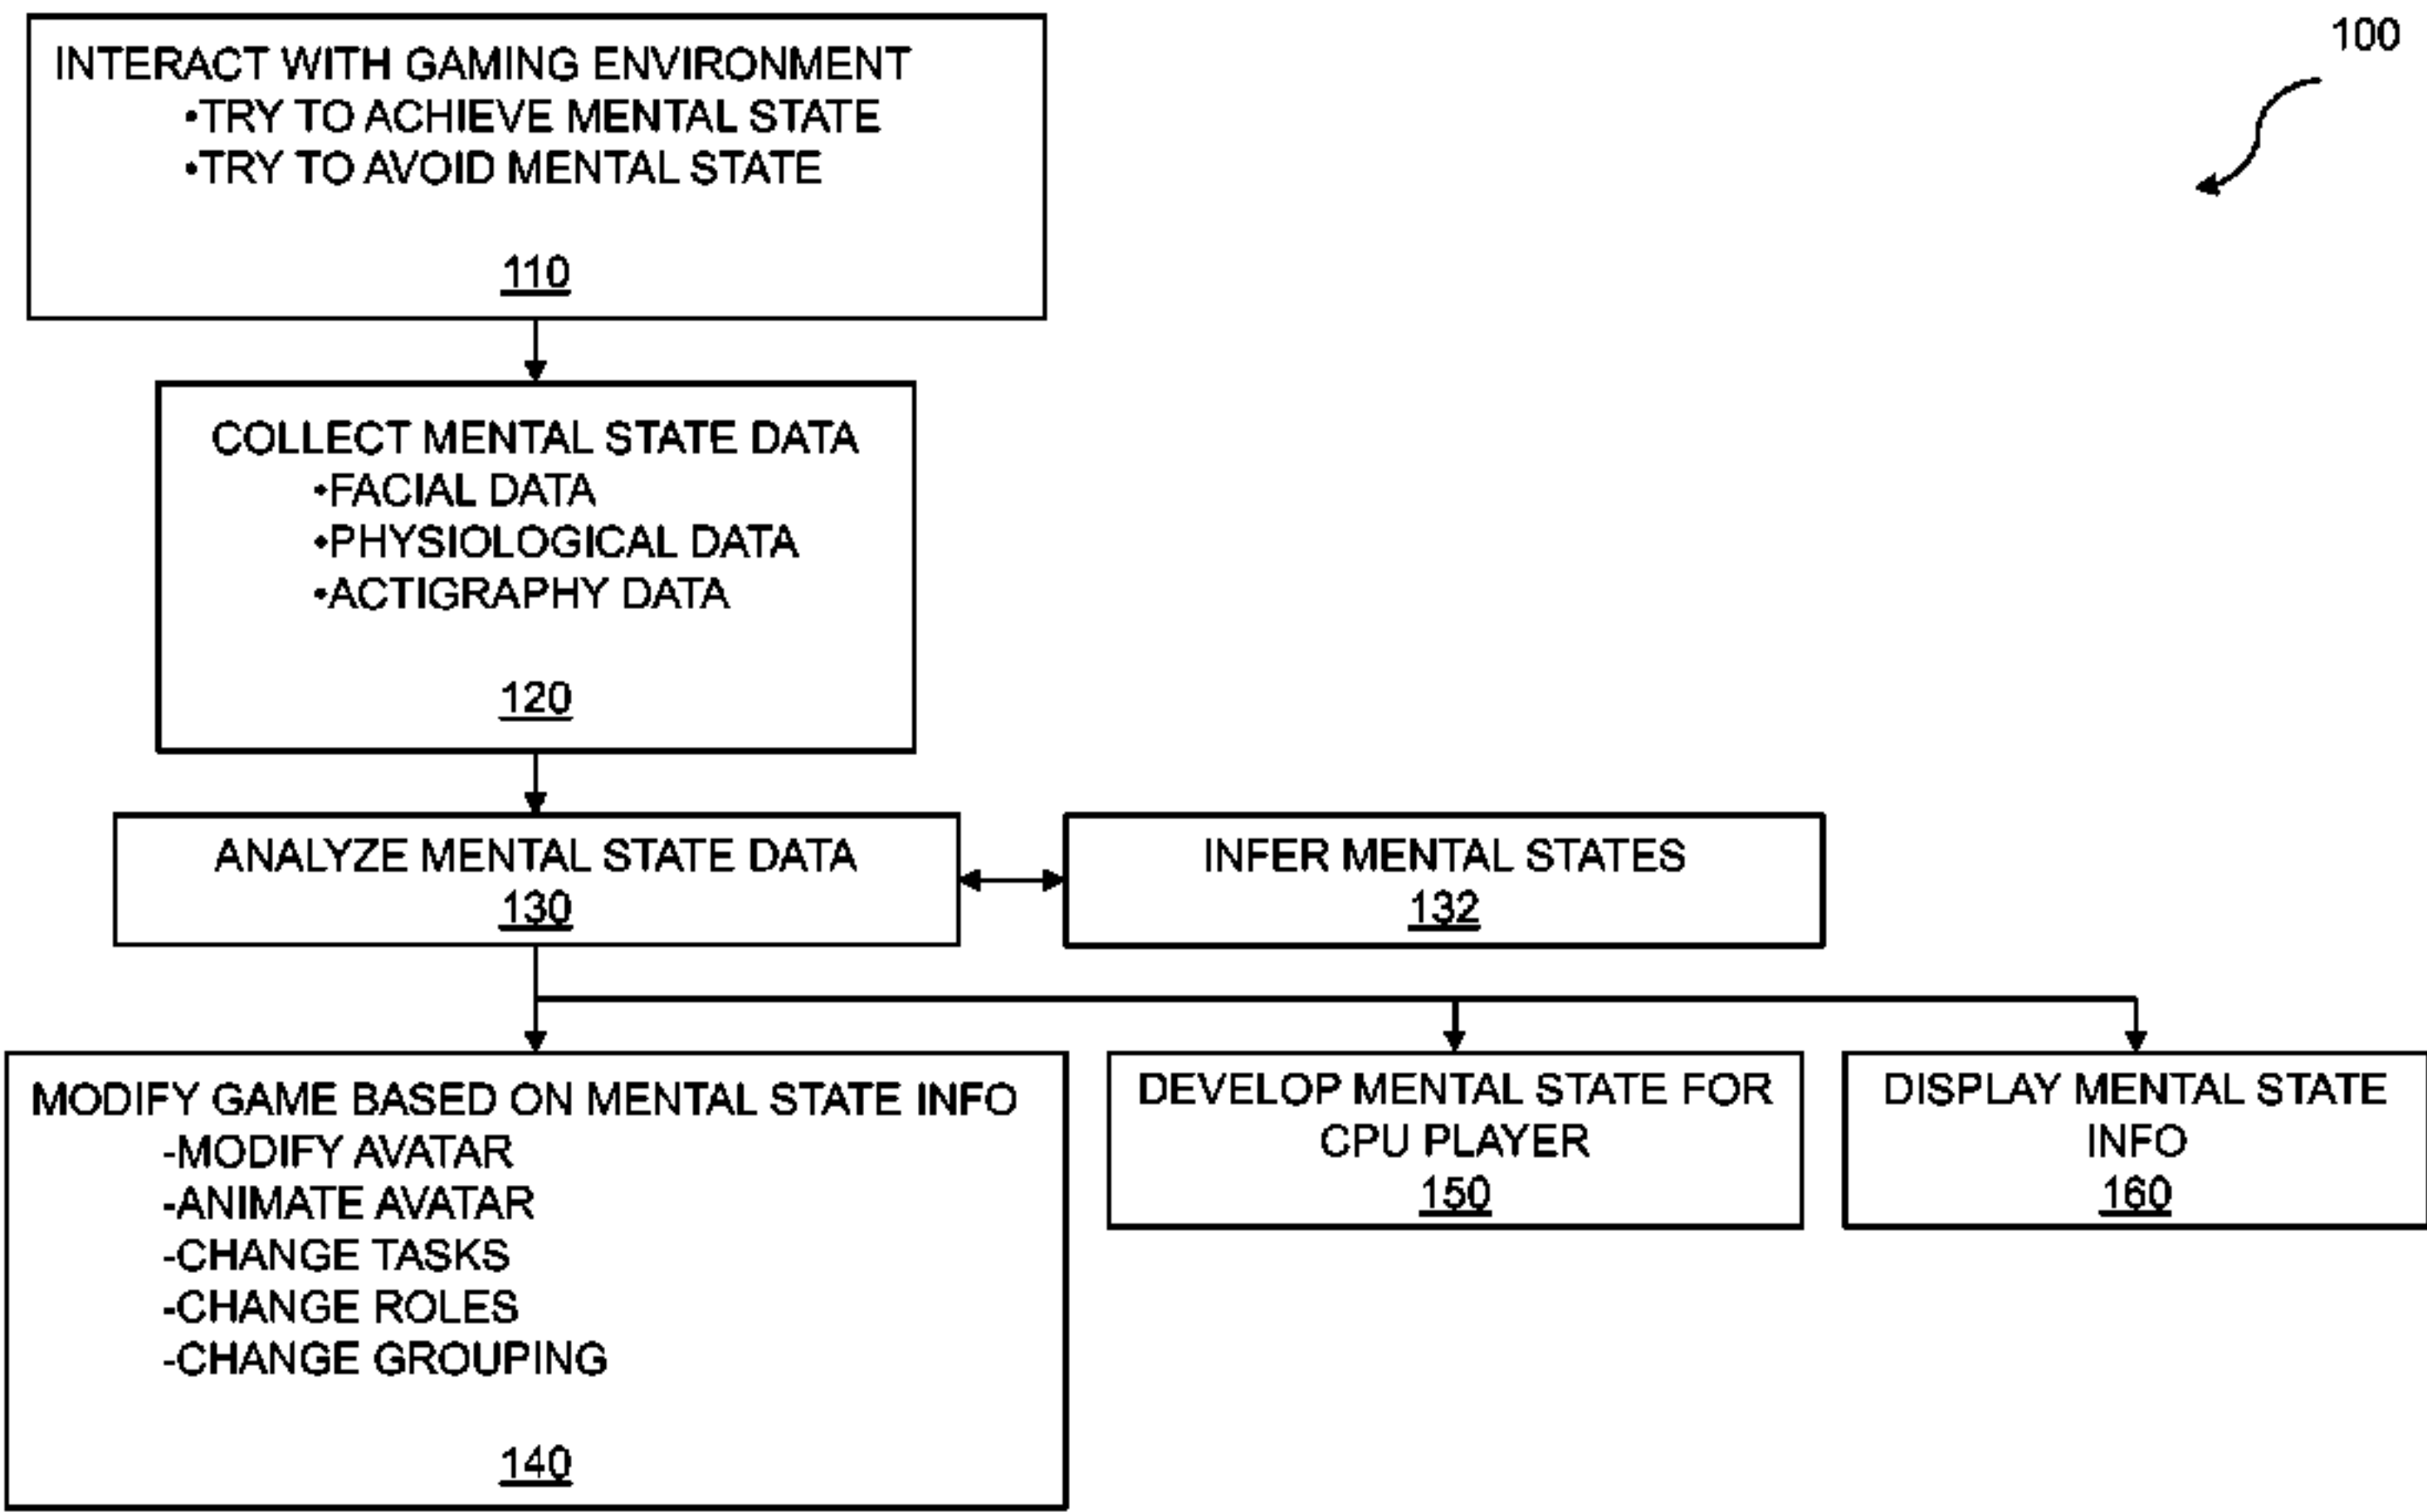 100
INTERACT WITH GAMING ENVIRONMENT
•TRY TO ACHIEVE MENTAL STATE
•TRY TO AVOID MENTAL STATE
110
COLLECT MENTAL STATE DATA
•FACIAL DATA
•PHYSIOLOGICAL DATA
•ACTIGRAPHY DATA
120
ANALYZE MENTAL STATE DATA
130
INFER MENTAL STATES
132
MODIFY GAME BASED ON MENTAL STATE INFO
-MODIFY AVATAR
-ANIMATE AVATAR
-CHANGE TASKS
-CHANGE ROLES
-CHANGE GROUPING
140
DEVELOP MENTAL STATE FOR
CPU PLAYER
150
DISPLAY MENTAL STATE
INFO
160